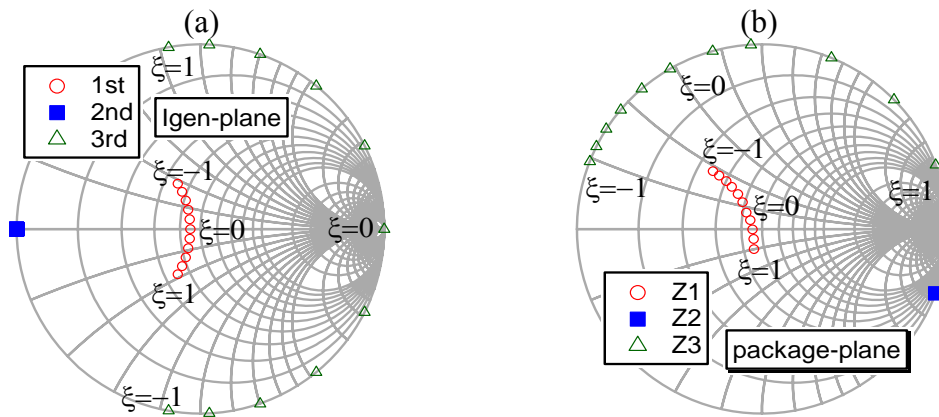 (a)
ξ=1
1st
2nd
3rd
Igen-plane
ξ=−1
ξ=0
ξ=0
ξ=1
ξ=−1
(b)
ξ=0
ξ=−1
ξ=−1
ξ=1
ξ=0
ξ=1
Z1
Z2
Z3
package-plane